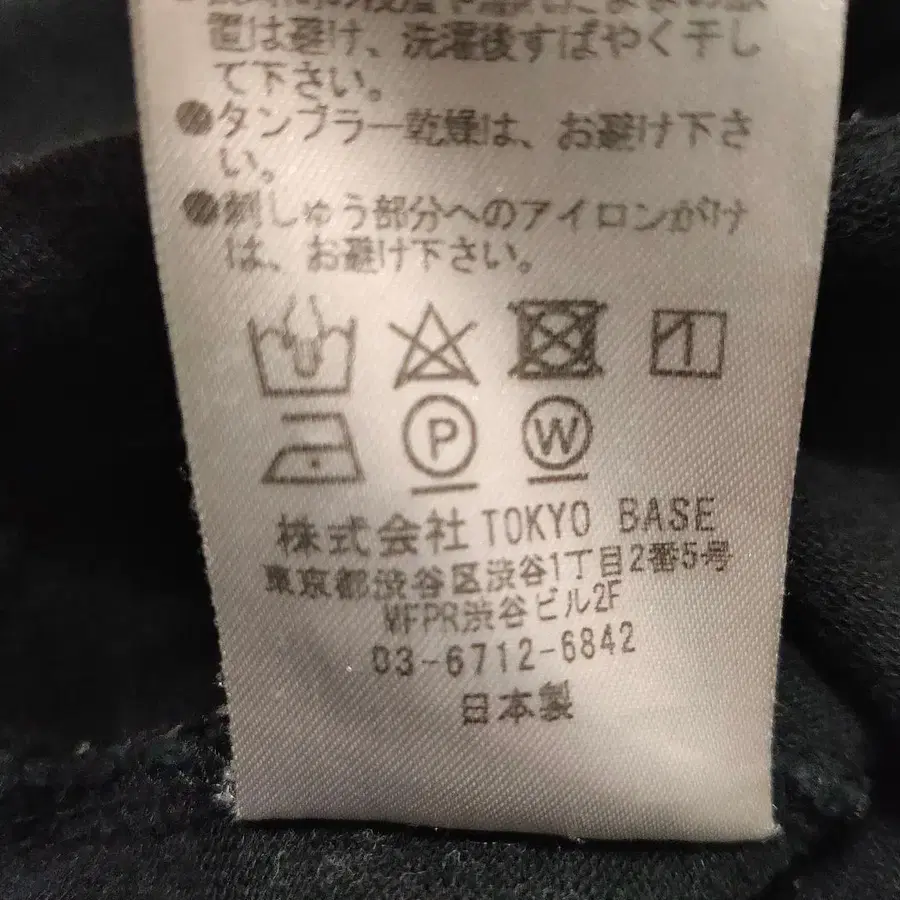 置は避け、洗濯後すばやく干し
て下さい。
●タンブラー乾燥は、お避け下さ
い。
●刺しゅう部分へのアイロンがけ
は、お避け下さい。
P W
株式会社 TOKYO BASE
東京都渋谷区渋谷1丁目2番5号
MFPR渋谷ビル2F
03-6712-6842
日本製